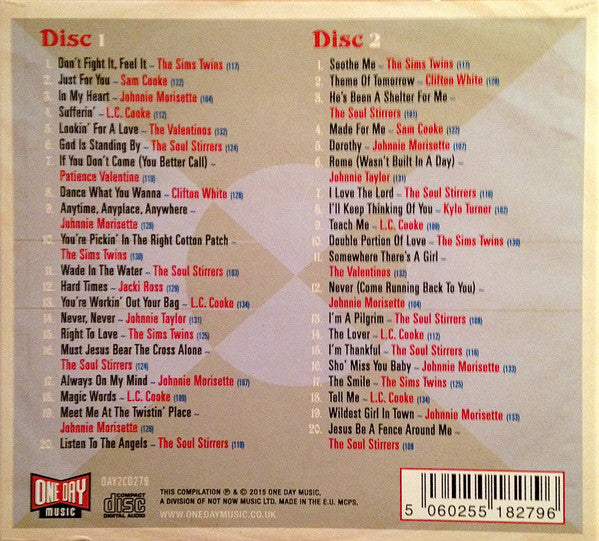 Disc 1
1. Don't Fight It, Feel It ~ The Sims Twins (117)
2. Just For You ~ Sam Cooke (122)
3. In My Heart ~ Johnnie Morisette (104)
4. Sufferin' ~ L.C. Cooke (112)
5. Lookin' For A Love ~ The Valentinos (132)
6. God Is Standing By ~ The Soul Stirrers (124)
7. If You Don't Come (You Better Call) ~
Patience Valentine (119)
8. Dance What You Wanna ~ Clifton White (128)
9. Anytime, Anyplace, Anywhere ~
Johnnie Morisette (126)
10. You're Pickin' In The Right Cotton Patch ~
The Sims Twins (130)
11. Wade In The Water ~ The Soul Stirrers (103)
12. Hard Times ~ Jacki Ross (129)
13. You're Workin' Out Your Bag ~ L.C. Cooke (134)
14. Never, Never ~ Johnnie Taylor (131)
15. Right To Love ~ The Sims Twins (125)
16. Must Jesus Bear The Cross Alone ~
The Soul Stirrers (124)
17. Always On My Mind ~ Johnnie Morisette (107)
18. Magic Words ~ L.C. Cooke (109)
19. Meet Me At The Twistin' Place ~
Johnnie Morisette (126)
20. Listen To The Angels ~ The Soul Stirrers (110)
Disc 2
1. Soothe Me ~ The Sims Twins (117)
2. Theme Of Tomorrow ~ Clifton White (128)
3. He's Been A Shelter For Me ~
The Soul Stirrers (101)
4. Made For Me ~ Sam Cooke (122)
5. Dorothy ~ Johnnie Morisette (107)
6. Rome (Wasn't Built In A Day) ~
Johnnie Taylor (131)
7. I Love The Lord ~ The Soul Stirrers (110)
8. I'll Keep Thinking Of You ~ Kylo Turner (102)
9. Teach Me ~ L.C. Cooke (109)
10. Double Portion Of Love ~ The Sims Twins (130)
11. Somewhere There's A Girl ~
The Valentinos (132)
12. Never (Come Running Back To You) ~
Johnnie Morisette (104)
13. I'm A Pilgrim ~ The Soul Stirrers (108)
14. The Lover ~ L.C. Cooke (112)
15. I'm Thankful ~ The Soul Stirrers (116)
16. Sho' Miss You Baby ~ Johnnie Morisette (133)
17. The Smile ~ The Sims Twins (125)
18. Tell Me ~ L.C. Cooke (134)
19. Wildest Girl In Town ~ Johnnie Morisette (133)
20. Jesus Be A Fence Around Me ~
The Soul Stirrers (108
ONE DAY
MUSIC
DAY2CD279
COMPACT
disc
DIGITAL AUDIO
THIS COMPILATION ℗ & © 2015 ONE DAY MUSIC,
A DIVISION OF NOT NOW MUSIC LTD. MADE IN THE E.U. MCPS.
WWW.ONEDAYMUSIC.CO.UK
5 060255 182796